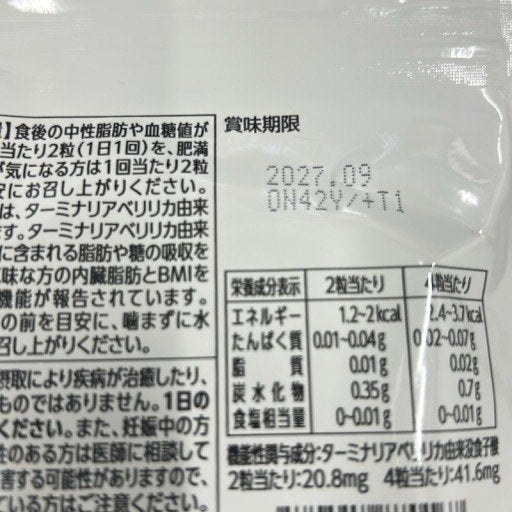 】食後の中性脂肪や血糖値が
当たり2粒(1日1回)を、肥満
が気になる方は1回当たり2粒
安にお召し上がりください。
は、ターミナリアベリリカ由来
ます。ターミナリアベリリカ
に含まれる脂肪や糖の吸収を
味な方の内臓脂肪とBMIを
機能が報告されています。
の前を目安に、噛まずに水
召し上がりください。
摂取により疾病が治癒したり、
ものではありません。1日の
ください。また、妊娠中の方
性のある方は医師に相談して
害する可能性がありますので、
ている方はご注意ください。
賞味期限
2027.09
ON42Y/+T1
栄養成分表示 2粒当たり 4粒当たり
エネルギー 1.2~2kcal 2.4~3.7kcal
たんぱく質 0.01~0.04g 0.02~0.07g
脂質 0.01g 0.02g
炭水化物 0.35g 0.7g
食塩相当量 0~0.01g 0~0.01g
機能性関与成分:ターミナリアベリリカ由来没食子酸
2粒当たり:20.8mg 4粒当たり:41.6mg